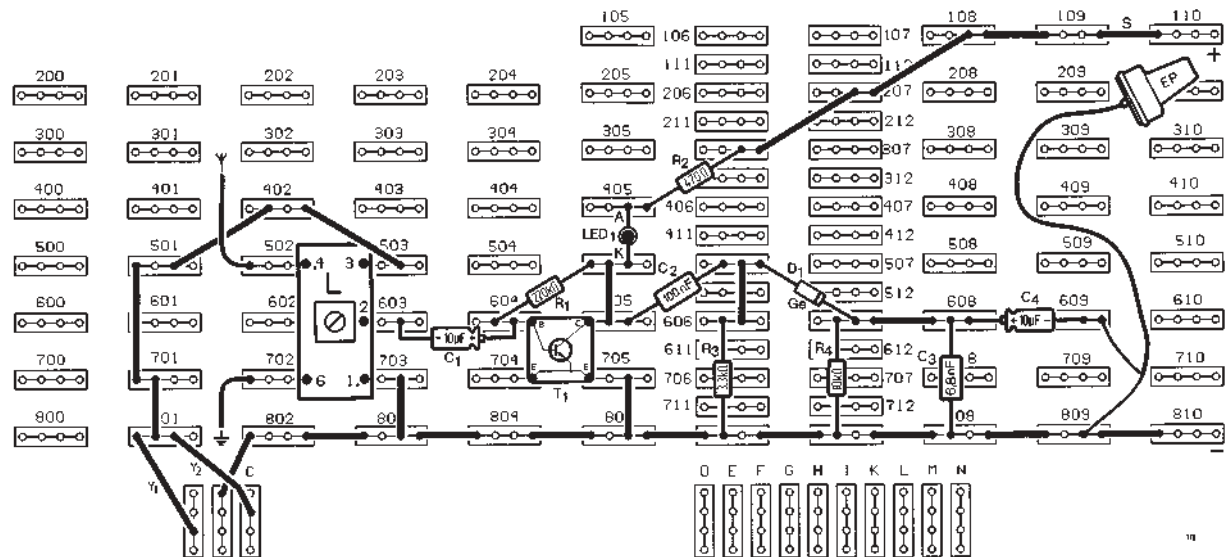 105 106 107 108 109 S 110
+
111 112
200 201 202 203 204 205 206 207 208 209 EP
211 212
300 301 302 303 304 305 307 308 309 310
R2 470Ω
312
400 401 402 403 404 405 406 407 408 409 410
A
LED1 411 412
K
500 501 502 503 504 507 508 509 510
4 3 L C2 100nF D1 Ge 512
220kΩ R1
600 601 602 2 603 604 05 606 608 C4 609 610
- 10µF + C1 B C 10µF -
611 R3 R4 612 C3
E E
700 701 702 6 1 703 704 T1 705 706 3,3kΩ 707 8 6,8nF 709 710
711 712
800 01 802 80 804 80 08 809 810
-
Y1 Y2 C
D E F G H I K L M N